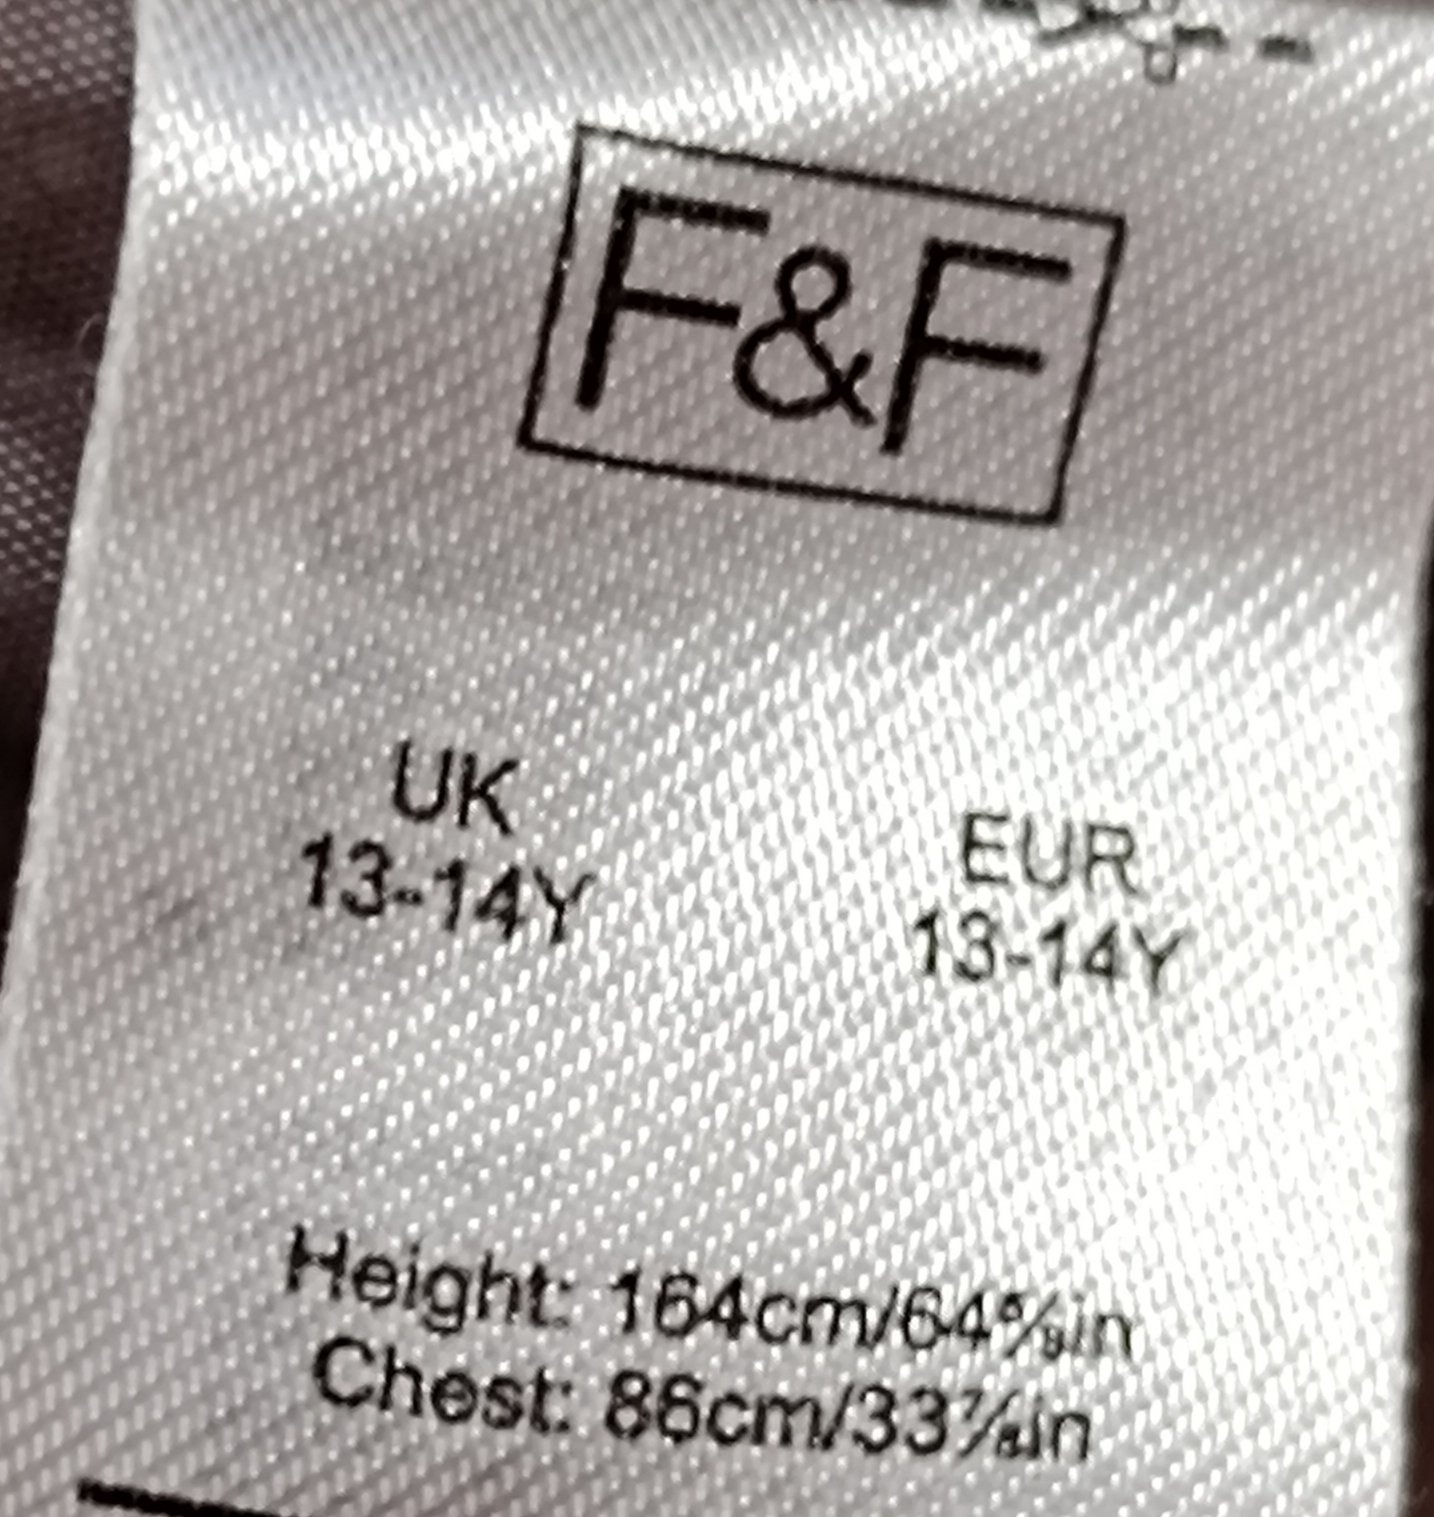 F&F
UK
13-14Y
EUR
13-14Y
Height: 164cm/64⅝in
Chest: 86cm/33⅞in